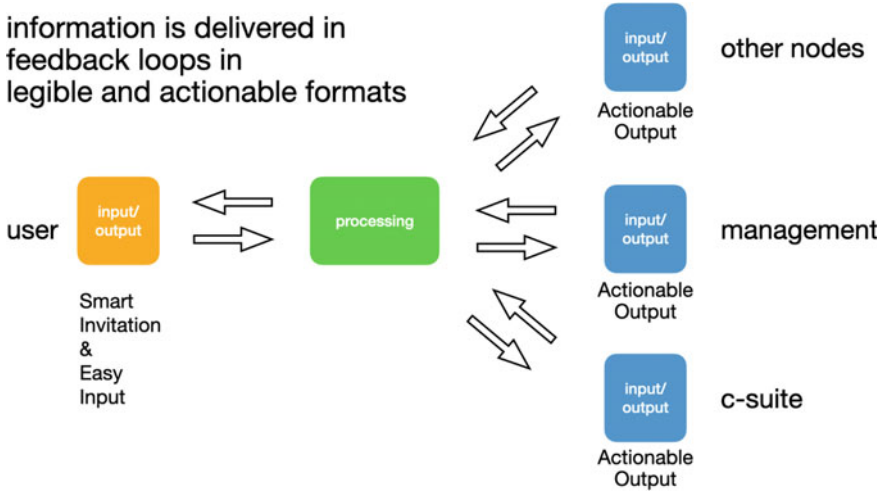 information is delivered in
feedback loops in
legible and actionable formats
input/
output
other nodes
Actionable
Output
user
input/
output
processing
input/
output
management
Smart
Invitation
&
Easy
Input
Actionable
Output
input/
output
c-suite
Actionable
Output